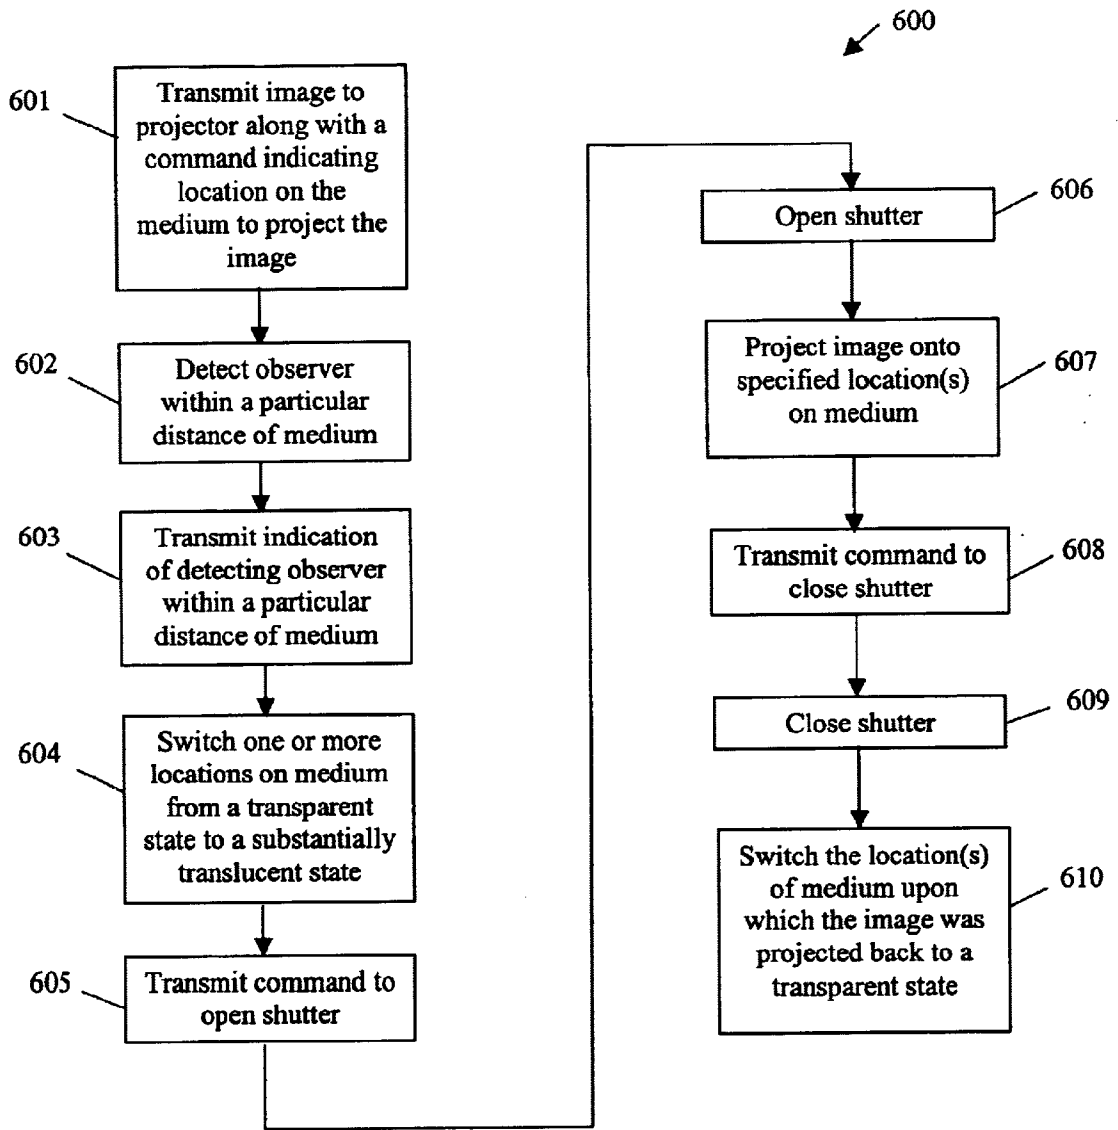 600
601
Transmit image to
projector along with a
command indicating
location on the
medium to project the
image
602
Detect observer
within a particular
distance of medium
603
Transmit indication
of detecting observer
within a particular
distance of medium
604
Switch one or more
locations on medium
from a transparent
state to a substantially
translucent state
605
Transmit command to
open shutter
606
Open shutter
607
Project image onto
specified location(s)
on medium
608
Transmit command to
close shutter
609
Close shutter
610
Switch the location(s)
of medium upon
which the image was
projected back to a
transparent state